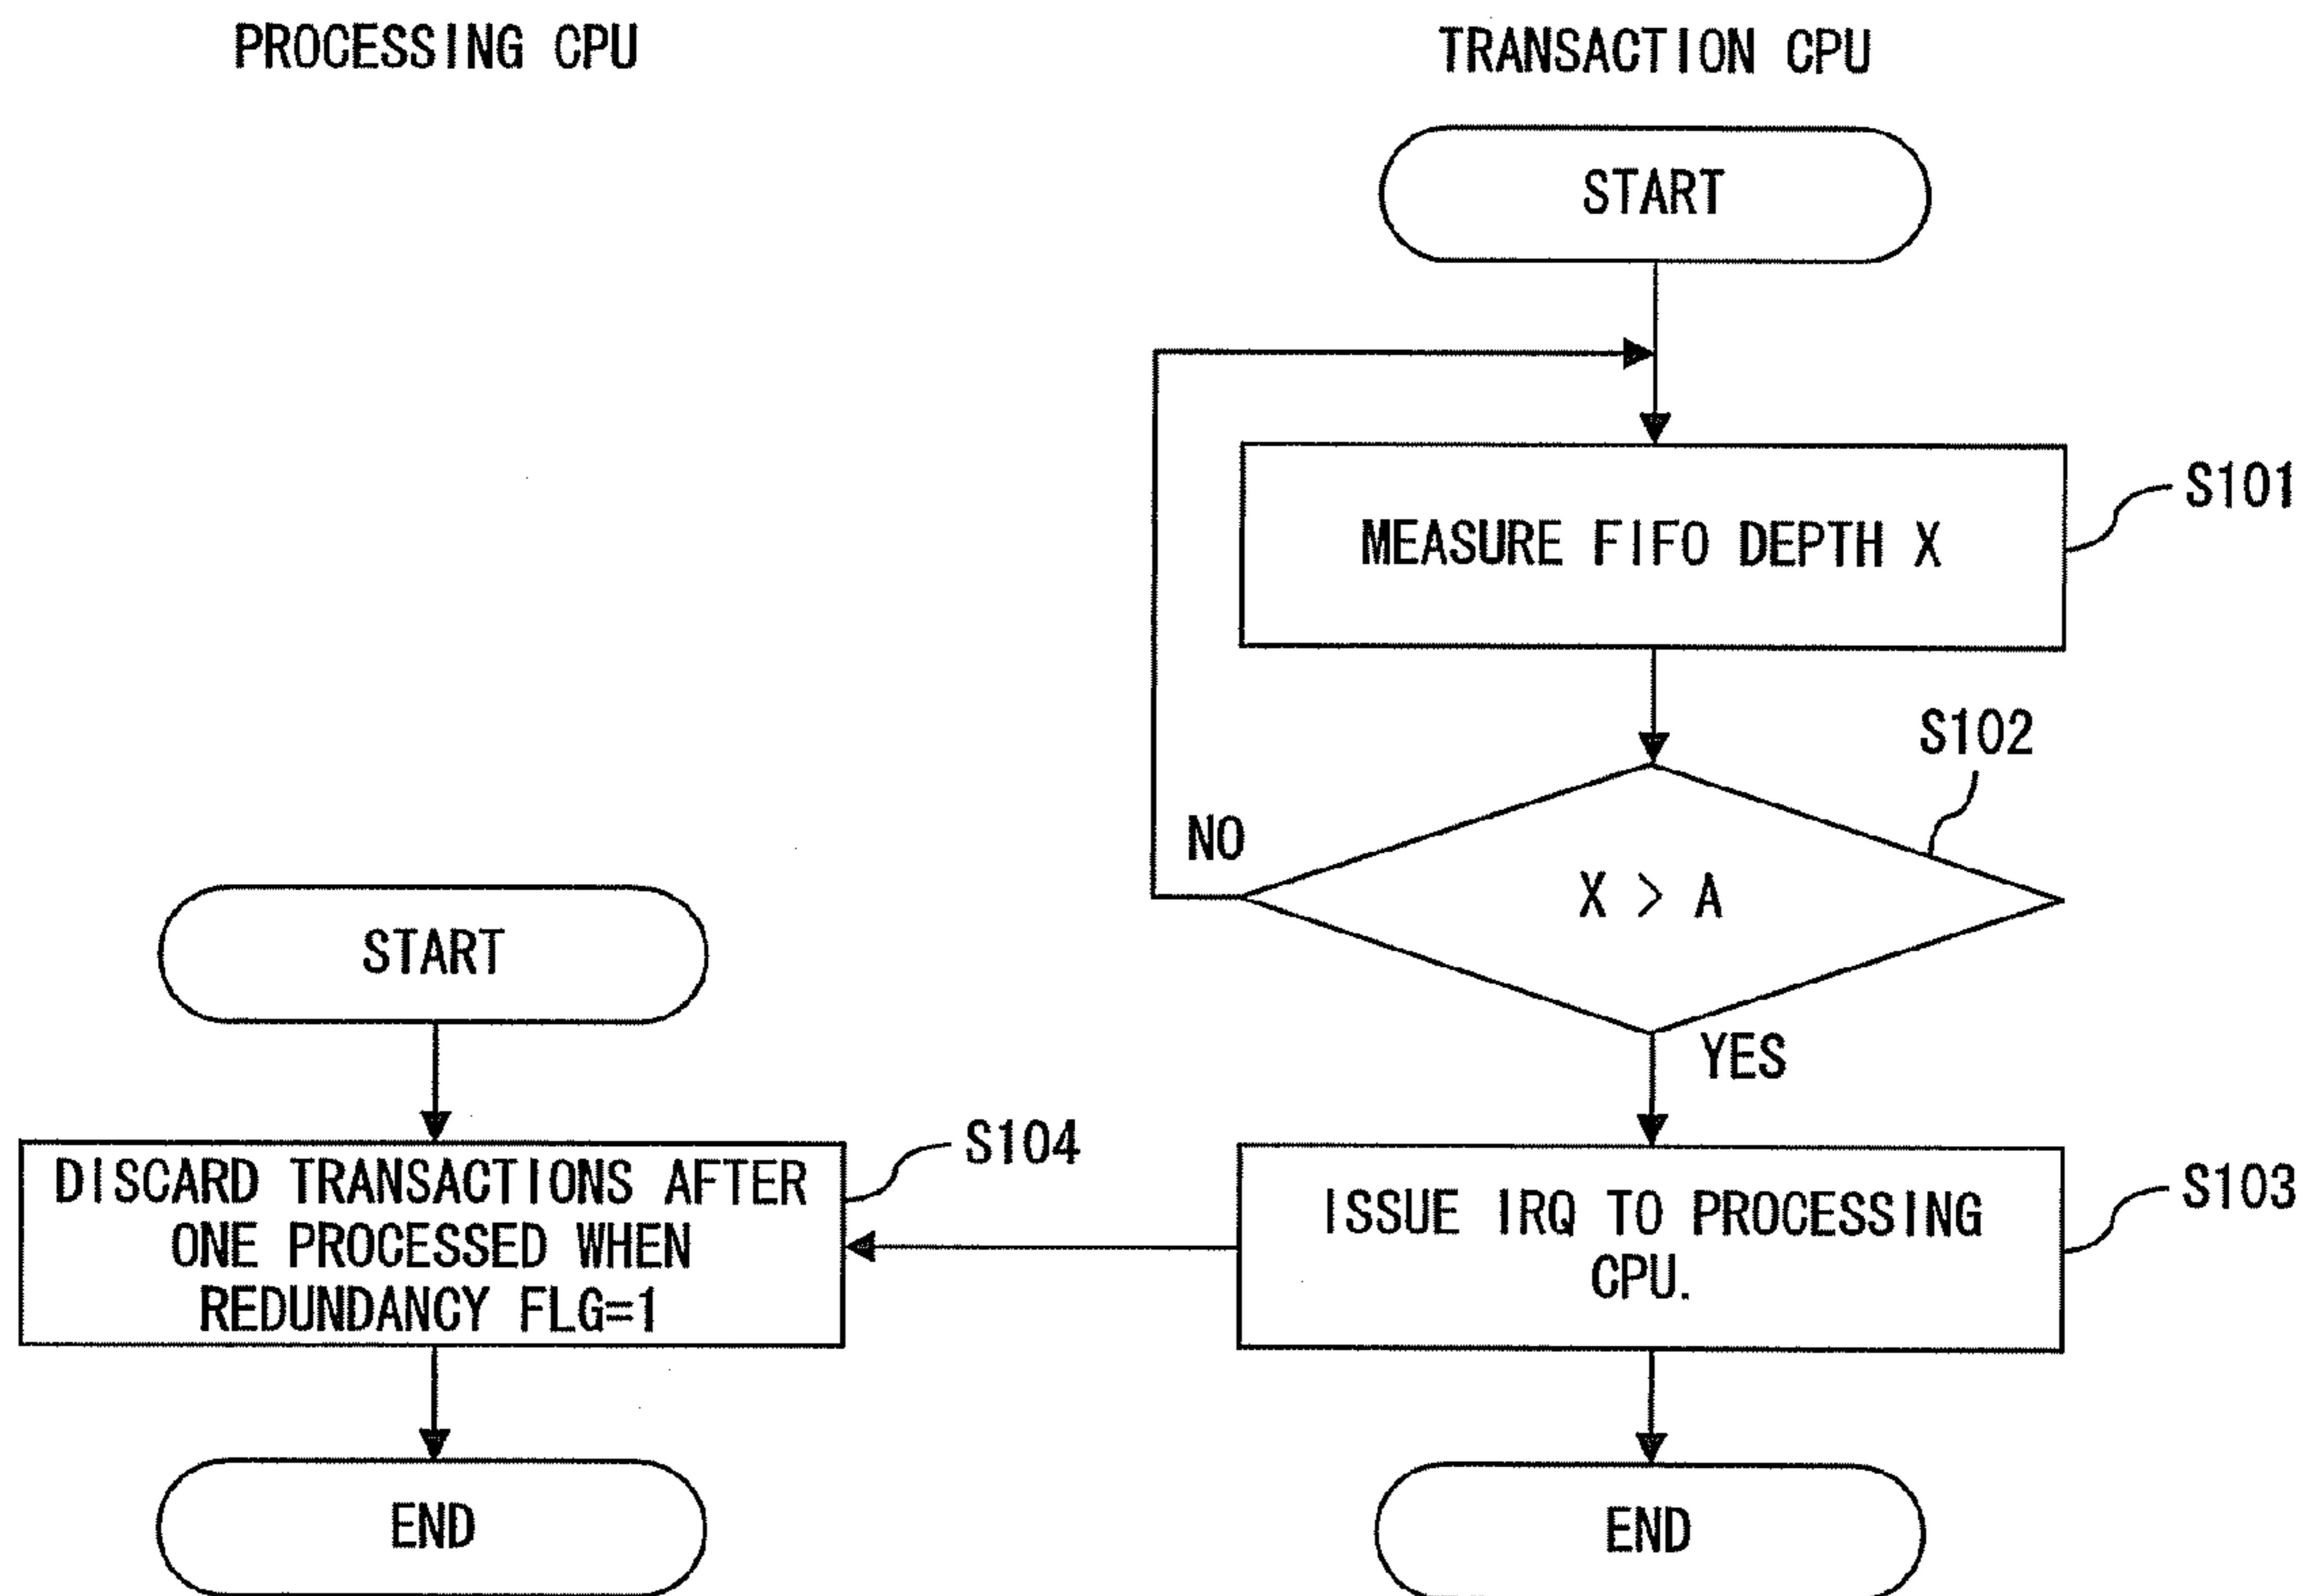 PROCESSING CPU
TRANSACTION CPU
START
MEASURE FIFO DEPTH X
S101
S102
NO
X > A
YES
START
DISCARD TRANSACTIONS AFTER
ONE PROCESSED WHEN
REDUNDANCY FLG=1
S104
ISSUE IRQ TO PROCESSING
CPU.
S103
END
END